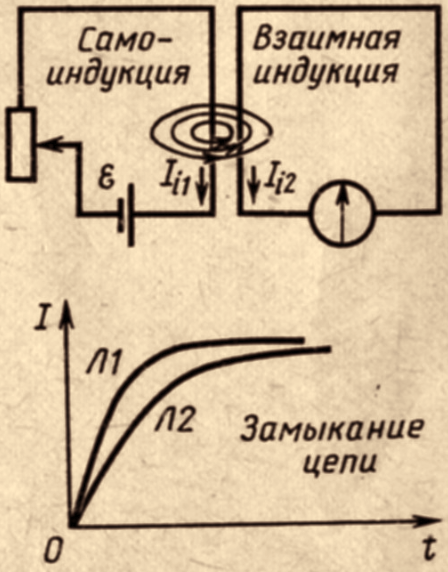 Само-
индукция
Взаимная
индукция
ℰ
Ii1
Ii2
I
Л1
Л2
Замыкание
цепи
0
t